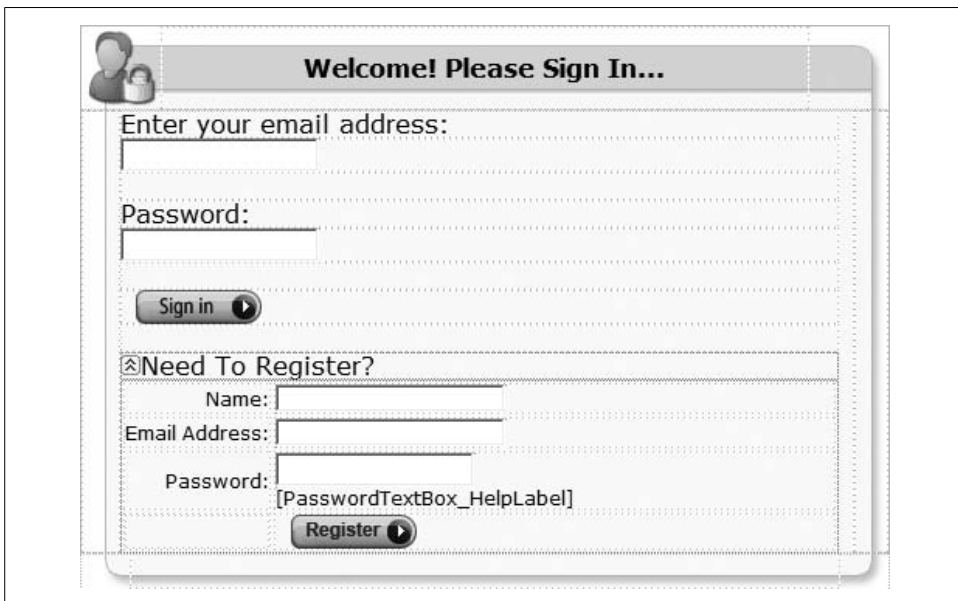 Welcome! Please Sign In...
Enter your email address:
Password:
Sign in
Need To Register?
Name:
Email Address:
Password:
[PasswordTextBox_HelpLabel]
Register